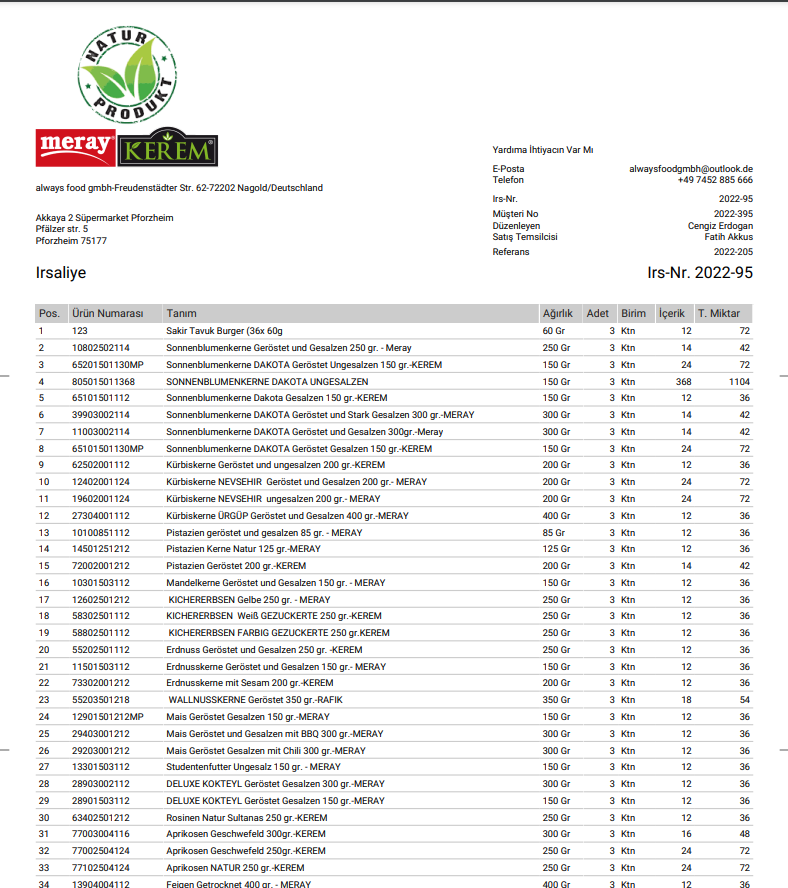 NATUR
PRODUKT
meray
KEREM
Yardıma İhtiyacın Var Mı
E-Posta alwaysfoodgmbh@outlook.de
Telefon +49 7452 885 666
always food gmbh-Freudenstädter Str. 62-72202 Nagold/Deutschland
Irs-Nr. 2022-95
Akkaya 2 Süpermarket Pforzheim
Müşteri No 2022-395
Pfälzer str. 5
Düzenleyen Cengiz Erdogan
Pforzheim 75177
Satış Temsilcisi Fatih Akkus
Referans 2022-205
Irsaliye Irs-Nr. 2022-95
Pos. Ürün Numarası Tanım Ağırlık Adet Birim İçerik T. Miktar
1 123 Sakir Tavuk Burger (36x 60g 60 Gr 3 Ktn 12 72
2 10802502114 Sonnenblumenkerne Geröstet und Gesalzen 250 gr. - Meray 250 Gr 3 Ktn 14 42
3 65201501130MP Sonnenblumenkerne DAKOTA Geröstet Ungesalzen 150 gr.-KEREM 150 Gr 3 Ktn 24 72
4 805015011368 SONNENBLUMENKERNE DAKOTA UNGESALZEN 150 Gr 3 Ktn 368 1104
5 65101501112 Sonnenblumenkerne Dakota Gesalzen 150 gr.-KEREM 150 Gr 3 Ktn 12 36
6 39903002114 Sonnenblumenkerne DAKOTA Geröstet und Stark Gesalzen 300 gr.-MERAY 300 Gr 3 Ktn 14 42
7 11003002114 Sonnenblumenkerne DAKOTA Geröstet und Gesalzen 300gr.-Meray 300 Gr 3 Ktn 14 42
8 65101501130MP Sonnenblumenkerne DAKOTA Geröstet Gesalzen 150 gr.-KEREM 150 Gr 3 Ktn 24 72
9 62502001112 Kürbiskerne Geröstet und ungesalzen 200 gr.-KEREM 200 Gr 3 Ktn 12 36
10 12402001124 Kürbiskerne NEVSEHIR Geröstet und Gesalzen 200 gr.- MERAY 200 Gr 3 Ktn 24 72
11 19602001124 Kürbiskerne NEVSEHIR ungesalzen 200 gr.- MERAY 200 Gr 3 Ktn 24 72
12 27304001112 Kürbiskerne ÜRGÜP Geröstet und Gesalzen 400 gr.-MERAY 400 Gr 3 Ktn 12 36
13 10100851112 Pistazien geröstet und gesalzen 85 gr. - MERAY 85 Gr 3 Ktn 12 36
14 14501251212 Pistazien Kerne Natur 125 gr.-MERAY 125 Gr 3 Ktn 12 36
15 72002001212 Pistazien Geröstet 200 gr.-KEREM 200 Gr 3 Ktn 14 42
16 10301503112 Mandelkerne Geröstet und Gesalzen 150 gr. - MERAY 150 Gr 3 Ktn 12 36
17 12602501212 KICHERERBSEN Gelbe 250 gr. - MERAY 250 Gr 3 Ktn 12 36
18 58302501112 KICHERERBSEN Weiß GEZUCKERTE 250 gr.-KEREM 250 Gr 3 Ktn 12 36
19 58802501112 KICHERERBSEN FARBIG GEZUCKERTE 250 gr.KEREM 250 Gr 3 Ktn 12 36
20 55202501112 Erdnuss Geröstet und Gesalzen 250 gr. -KEREM 250 Gr 3 Ktn 12 36
21 11501503112 Erdnusskerne Geröstet und Gesalzen 150 gr.- MERAY 150 Gr 3 Ktn 12 36
22 73302001212 Erdnusskerne mit Sesam 200 gr.-KEREM 200 Gr 3 Ktn 12 36
23 55203501218 WALLNUSSKERNE Geröstet 350 gr.-RAFIK 350 Gr 3 Ktn 18 54
24 12901501212MP Mais Geröstet Gesalzen 150 gr.-MERAY 150 Gr 3 Ktn 12 36
25 29403001212 Mais Geröstet und Gesalzen mit BBQ 300 gr.-MERAY 300 Gr 3 Ktn 12 36
26 29203001212 Mais Geröstet Gesalzen mit Chili 300 gr.-MERAY 300 Gr 3 Ktn 12 36
27 13301503112 Studentenfutter Ungesalz 150 gr. - MERAY 150 Gr 3 Ktn 12 36
28 28903002112 DELUXE KOKTEYL Geröstet Gesalzen 300 gr.-MERAY 300 Gr 3 Ktn 12 36
29 28901503112 DELUXE KOKTEYL Geröstet Gesalzen 150 gr.-MERAY 150 Gr 3 Ktn 12 36
30 63402501212 Rosinen Natur Sultanas 250 gr.-KEREM 250 Gr 3 Ktn 12 36
31 77003004116 Aprikosen Geschwefeld 300gr.-KEREM 300 Gr 3 Ktn 16 48
32 77002504124 Aprikosen Geschwefeld 250gr.-KEREM 250 Gr 3 Ktn 24 72
33 77102504124 Aprikosen NATUR 250 gr.-KEREM 250 Gr 3 Ktn 24 72
34 13904004112 Feigen Getrocknet 400 gr. - MERAY 400 Gr 3 Ktn 12 36